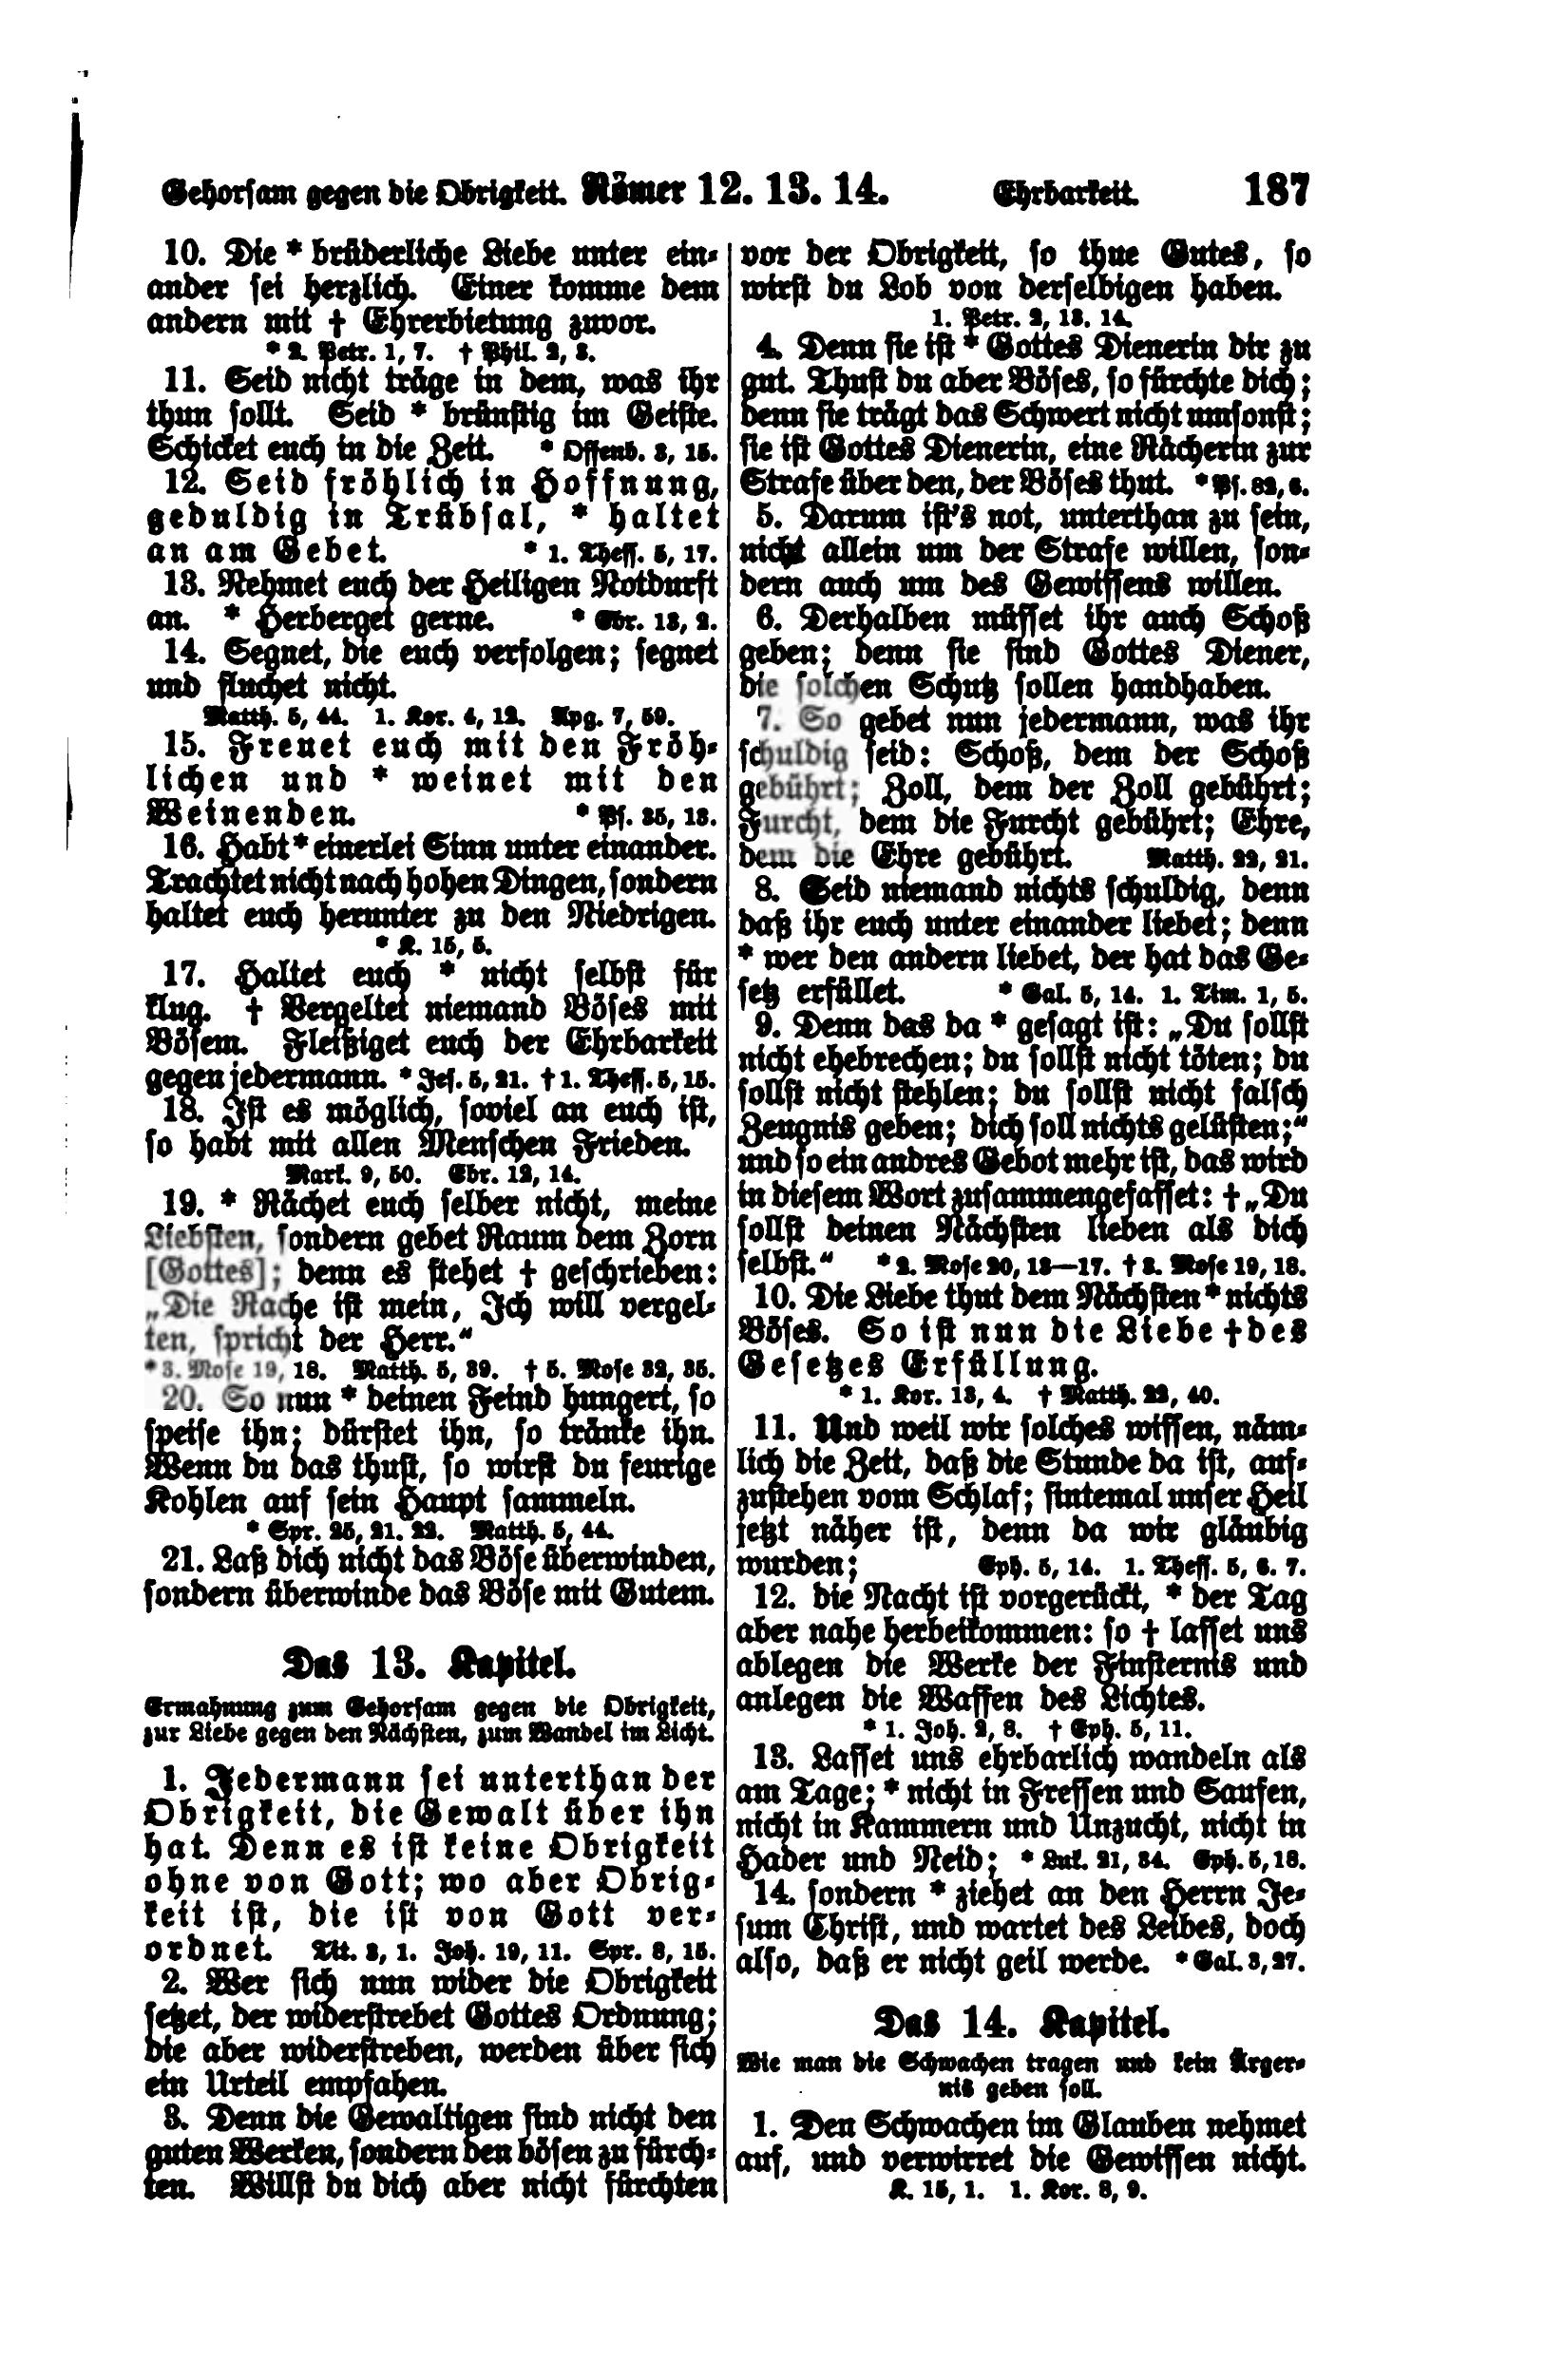 Gehorsam gegen die Obrigkeit. Römer 12. 13. 14. Ehrbarkeit. 187
10. Die * brüderliche Liebe unter ein-
ander sei herzlich. Einer komme dem
andern mit † Ehrerbietung zuvor.
* 2. Petr. 1, 7. † Phil. 2, 3.
11. Seid nicht träge in dem, was ihr
thun sollt. Seid * brünstig im Geiste.
Schicket euch in die Zeit. * Offenb. 3, 15.
12. Seid fröhlich in Hoffnung,
geduldig in Trübsal, * haltet
an am Gebet. * 1. Thess. 5, 17.
13. Nehmet euch der Heiligen Notdurft
an. * Herberget gerne. * Ebr. 13, 2.
14. Segnet, die euch verfolgen; segnet
und fluchet nicht.
Matth. 5, 44. 1. Kor. 4, 12. Apg. 7, 59.
15. Freuet euch mit den Fröh-
lichen und * weinet mit den
Weinenden. * Ps. 35, 13.
16. Habt * einerlei Sinn unter einander.
Trachtet nicht nach hohen Dingen, sondern
haltet euch herunter zu den Niedrigen.
* K. 15, 5.
17. Haltet euch * nicht selbst für
klug. † Vergeltet niemand Böses mit
Bösem. Fleißiget euch der Ehrbarkeit
gegen jedermann. * Jes. 5, 21. † 1. Thess. 5, 15.
18. Ist es möglich, soviel an euch ist,
so habt mit allen Menschen Frieden.
Mark. 9, 50. Ebr. 12, 14.
19. * Rächet euch selber nicht, meine
Liebsten, sondern gebet Raum dem Zorn
[Gottes]; denn es stehet † geschrieben:
„Die Rache ist mein, Ich will vergel-
ten, spricht der Herr.“
* 3. Mose 19, 18. Matth. 5, 39. † 5. Mose 32, 35.
20. So nun * deinen Feind hungert, so
speise ihn; dürstet ihn, so tränke ihn.
Wenn du das thust, so wirst du feurige
Kohlen auf sein Haupt sammeln.
* Spr. 25, 21. 22. Matth. 5, 44.
21. Laß dich nicht das Böse überwinden,
sondern überwinde das Böse mit Gutem.
Das 13. Kapitel.
Ermahnung zum Gehorsam gegen die Obrigkeit,
zur Liebe gegen den Nächsten, zum Wandel im Licht.
1. Jedermann sei unterthan der
Obrigkeit, die Gewalt über ihn
hat. Denn es ist keine Obrigkeit
ohne von Gott; wo aber Obrig-
keit ist, die ist von Gott ver-
ordnet. Tit. 3, 1. Joh. 19, 11. Spr. 8, 15.
2. Wer sich nun wider die Obrigkeit
setzet, der widerstrebet Gottes Ordnung;
die aber widerstreben, werden über sich
ein Urteil empfahen.
3. Denn die Gewaltigen sind nicht den
guten Werken, sondern den bösen zu fürch-
ten. Willst du dich aber nicht fürchten
vor der Obrigkeit, so thue Gutes, so
wirst du Lob von derselbigen haben.
1. Petr. 2, 13. 14.
4. Denn sie ist * Gottes Dienerin dir zu
gut. Thust du aber Böses, so fürchte dich;
denn sie trägt das Schwert nicht umsonst;
sie ist Gottes Dienerin, eine Rächerin zur
Strafe über den, der Böses thut. * Ps. 82, 6.
5. Darum ist's not, unterthan zu sein,
nicht allein um der Strafe willen, son-
dern auch um des Gewissens willen.
6. Derhalben müsset ihr auch Schoß
geben; denn sie sind Gottes Diener,
die solchen Schutz sollen handhaben.
7. So gebet nun jedermann, was ihr
schuldig seid: Schoß, dem der Schoß
gebührt; Zoll, dem der Zoll gebührt;
Furcht, dem die Furcht gebührt; Ehre,
dem die Ehre gebührt. Matth. 22, 21.
8. Seid niemand nichts schuldig, denn
daß ihr euch unter einander liebet; denn
* wer den andern liebet, der hat das Ge-
setz erfüllet. * Gal. 5, 14. 1. Tim. 1, 5.
9. Denn das da * gesagt ist: „Du sollst
nicht ehebrechen; du sollst nicht töten; du
sollst nicht stehlen; du sollst nicht falsch
Zeugnis geben; dich soll nichts gelüsten;“
und so ein andres Gebot mehr ist, das wird
in diesem Wort zusammengefasset: † „Du
sollst deinen Nächsten lieben als dich
selbst.“ * 2. Mose 20, 13—17. † 3. Mose 19, 18.
10. Die Liebe thut dem Nächsten * nichts
Böses. So ist nun die Liebe † des
Gesetzes Erfüllung.
* 1. Kor. 13, 4. † Matth. 22, 40.
11. Und weil wir solches wissen, näm-
lich die Zeit, daß die Stunde da ist, auf-
zustehen vom Schlaf; sintemal unser Heil
jetzt näher ist, denn da wir gläubig
wurden; Eph. 5, 14. 1. Thess. 5, 6. 7.
12. die Nacht ist vorgerückt, * der Tag
aber nahe herbeikommen: so † lasset uns
ablegen die Werke der Finsternis und
anlegen die Waffen des Lichtes.
* 1. Joh. 2, 8. † Eph. 5, 11.
13. Lasset uns ehrbarlich wandeln als
am Tage; * nicht in Fressen und Saufen,
nicht in Kammern und Unzucht, nicht in
Hader und Neid; * Luk. 21, 34. Eph. 5, 18.
14. sondern * ziehet an den Herrn Je-
sum Christ, und wartet des Leibes, doch
also, daß er nicht geil werde. * Gal. 3, 27.
Das 14. Kapitel.
Wie man die Schwachen tragen und kein Ärger-
nis geben soll.
1. Den Schwachen im Glauben nehmet
auf, und verwirret die Gewissen nicht.
K. 15, 1. 1. Kor. 8, 9.